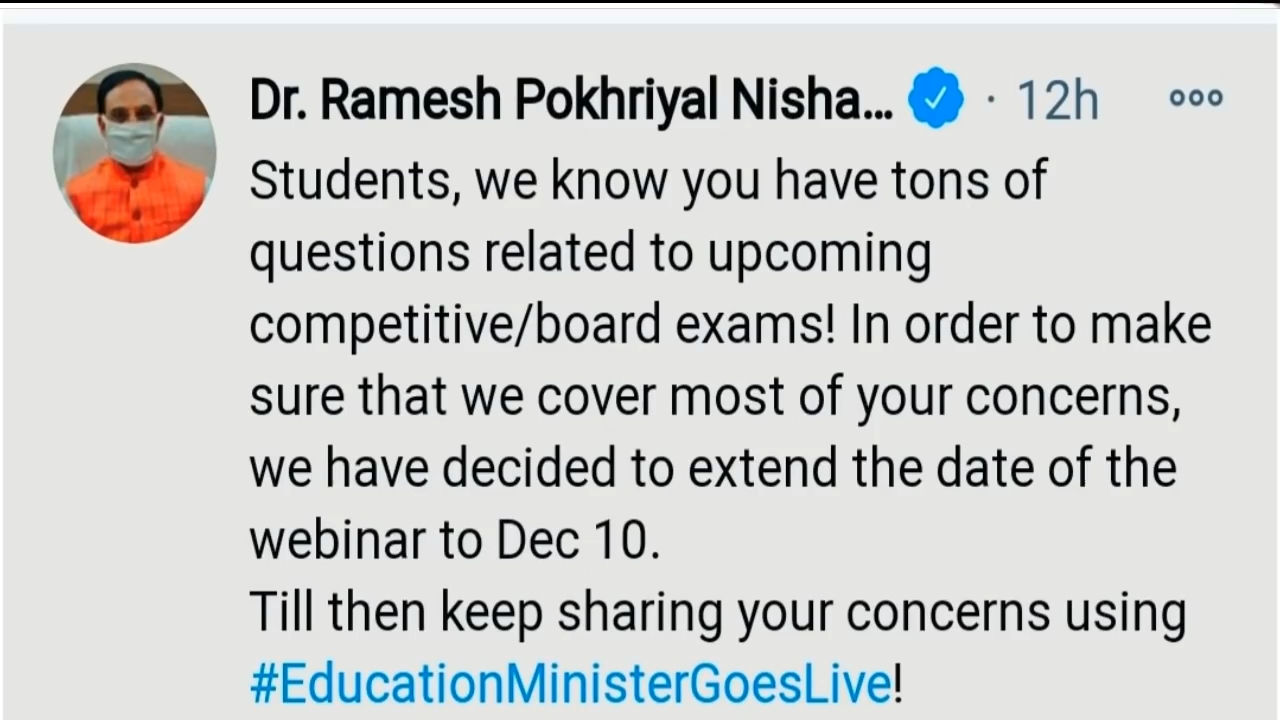 Dr. Ramesh Pokhriyal Nisha... · 12h
Students, we know you have tons of
questions related to upcoming
competitive/board exams! In order to make
sure that we cover most of your concerns,
we have decided to extend the date of the
webinar to Dec 10.
Till then keep sharing your concerns using
#EducationMinisterGoesLive!